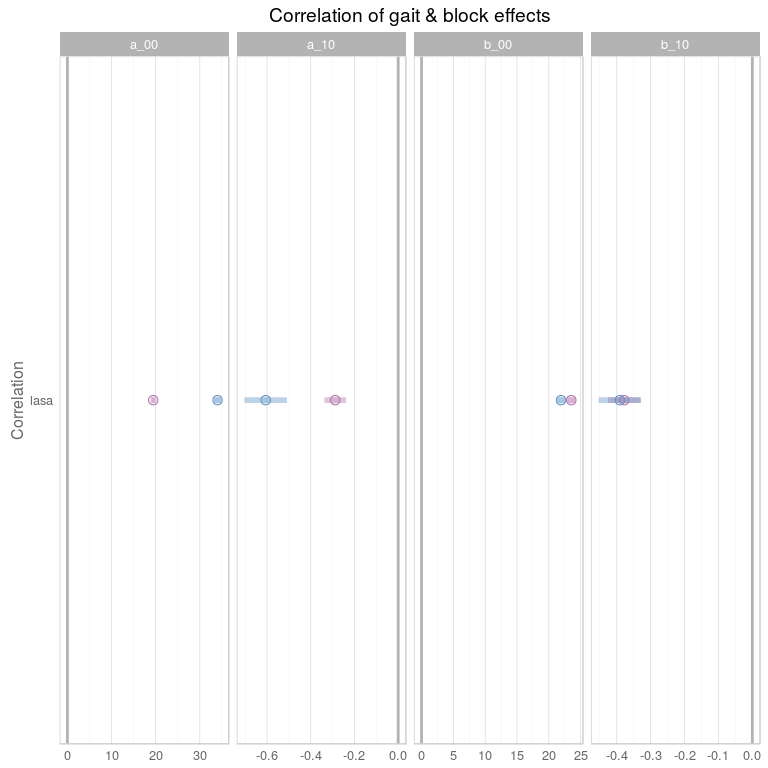 Correlation of gait & block effects
a_00 a_10 b_00 b_10
Correlation
lasa
0 10 20 30 -0.6 -0.4 -0.2 0.0 0 5 10 15 20 25 -0.4 -0.3 -0.2 -0.1 0.0